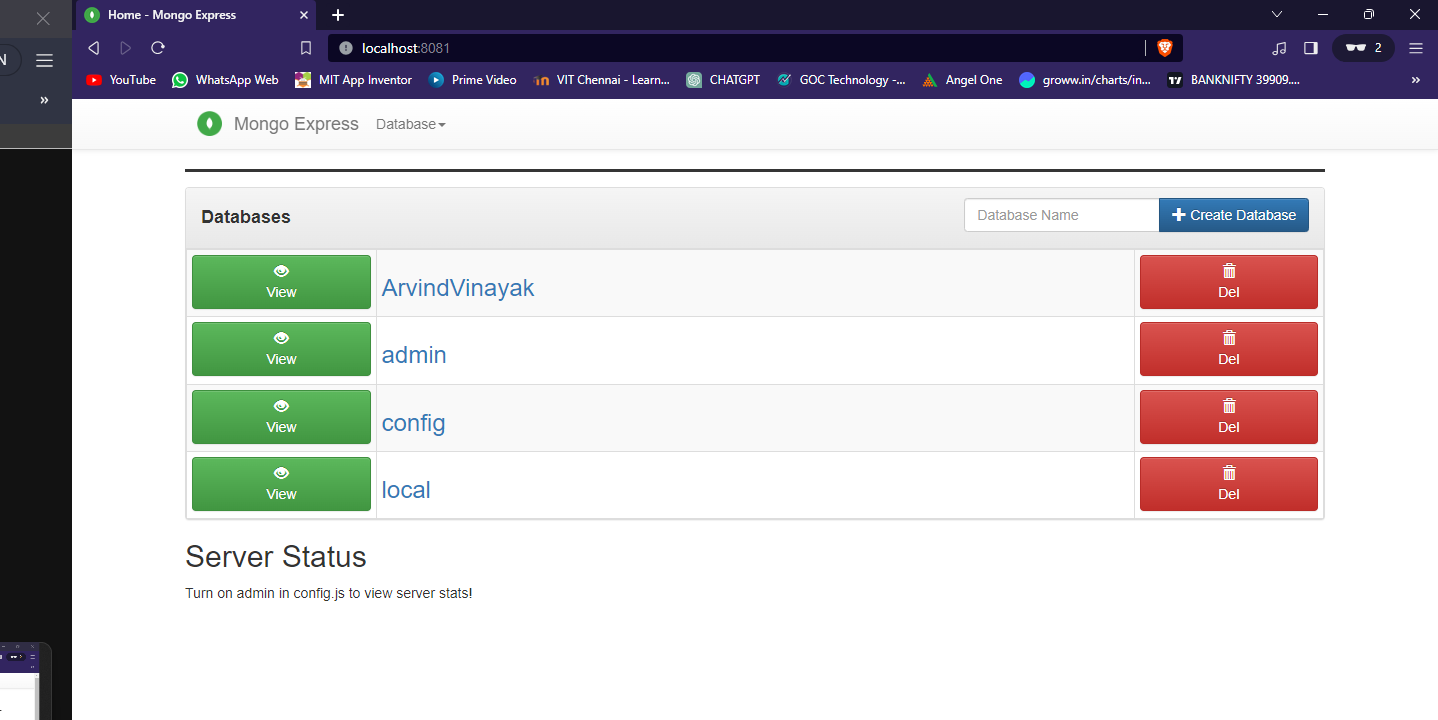 Home - Mongo Express
N
localhost:8081
2
YouTube WhatsApp Web MIT App Inventor Prime Video VIT Chennai - Learn... CHATGPT GOC Technology -... Angel One groww.in/charts/in... BANKNIFTY 39909....
Mongo Express Database
Databases Database Name Create Database
View ArvindVinayak Del
View admin Del
View config Del
View local Del
Server Status
Turn on admin in config.js to view server stats!